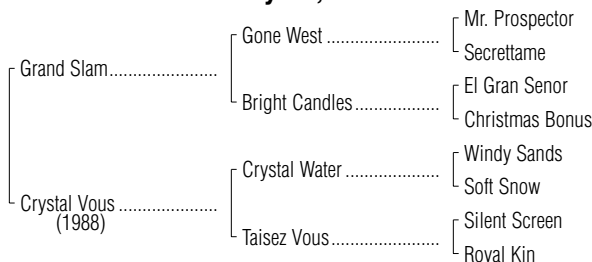 Mr. Prospector
Gone West
Secrettame
Grand Slam
El Gran Senor
Bright Candles
Christmas Bonus
Windy Sands
Crystal Water
Soft Snow
Crystal Vous
(1988)
Silent Screen
Taisez Vous
Royal Kin